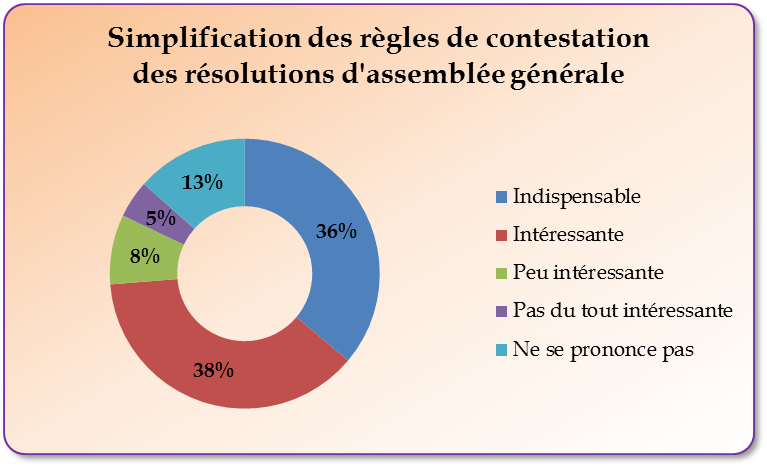 Simplification des règles de contestation
des résolutions d'assemblée générale
13%
36%
5%
8%
38%
Indispensable
Intéressante
Peu intéressante
Pas du tout intéressante
Ne se prononce pas